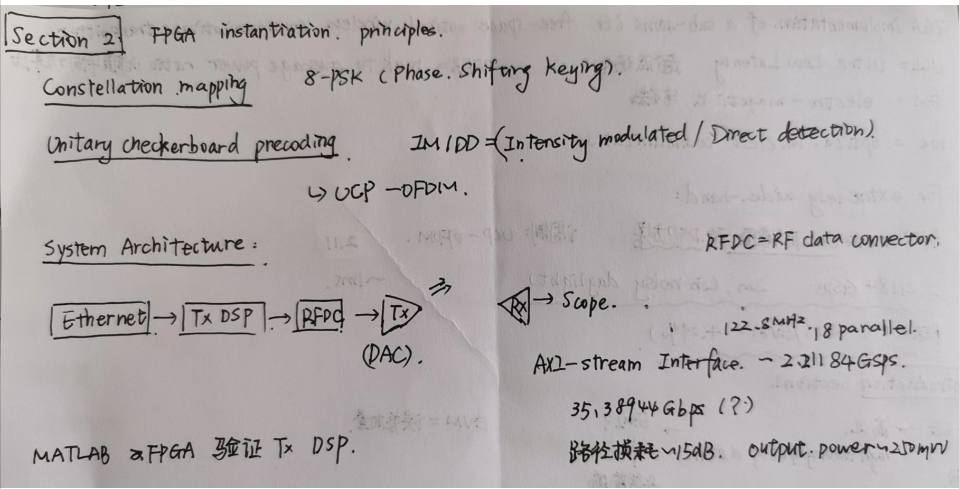 Section 2 FPGA instantiation: principles.
Constellation mapping 8-PSK (Phase. Shifting Keying).
Unitary checkerboard precoding. IM/DD = (Intensity modulated / Direct detection).
↳ UCP-OFDM.
System Architecture: RFDC = RF data convector.
Ethernet → Tx DSP → RFDC → Tx ⇒ Rx → Scope.
(DAC).
122.8MHz, 18 parallel.
AXI-stream Interface. ~ 2.21184 GSps.
35.38944 Gbps (?)
MATLAB FPGA 验证 Tx DSP.
路径损耗~15dB. output. power~250mW